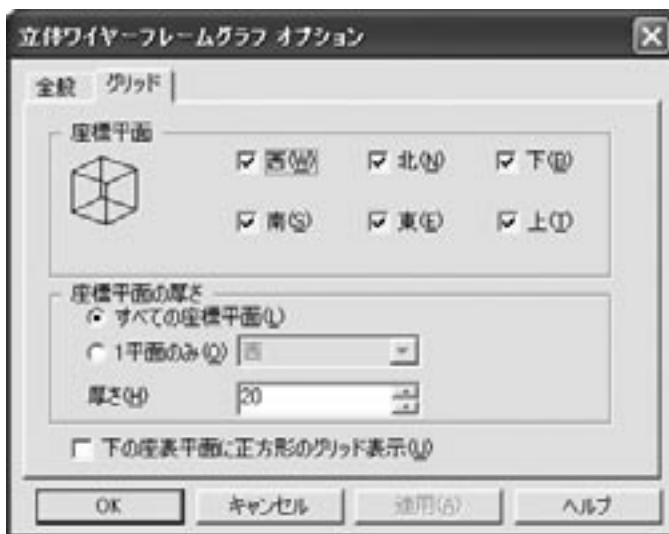 立体ワイヤーフレームグラフ オプション
全般 グリッド
座標平面
西(W) 北(N) 下(B)
南(S) 東(E) 上(T)
座標平面の厚さ
すべての座標平面(L)
1平面のみ(O) 西
厚さ(H) 20
下の座表平面に正方形のグリッド表示(U)
OK キャンセル 適用(A) ヘルプ